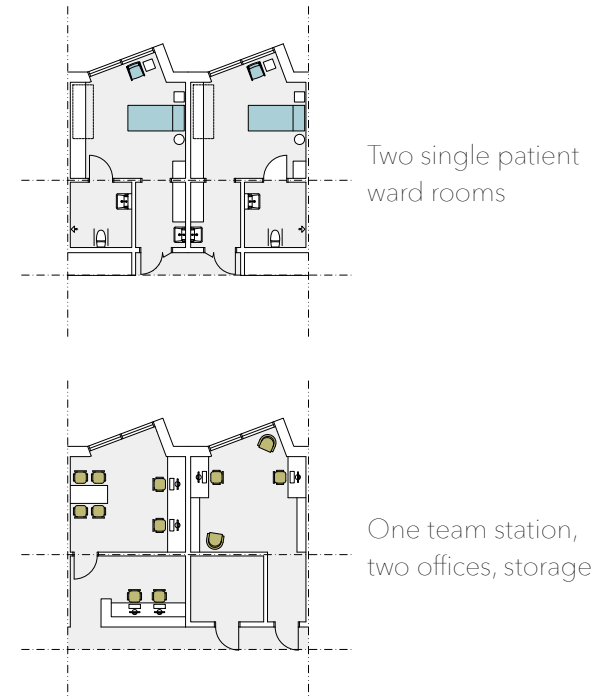 Two single patient
ward rooms
One team station,
two offices, storage